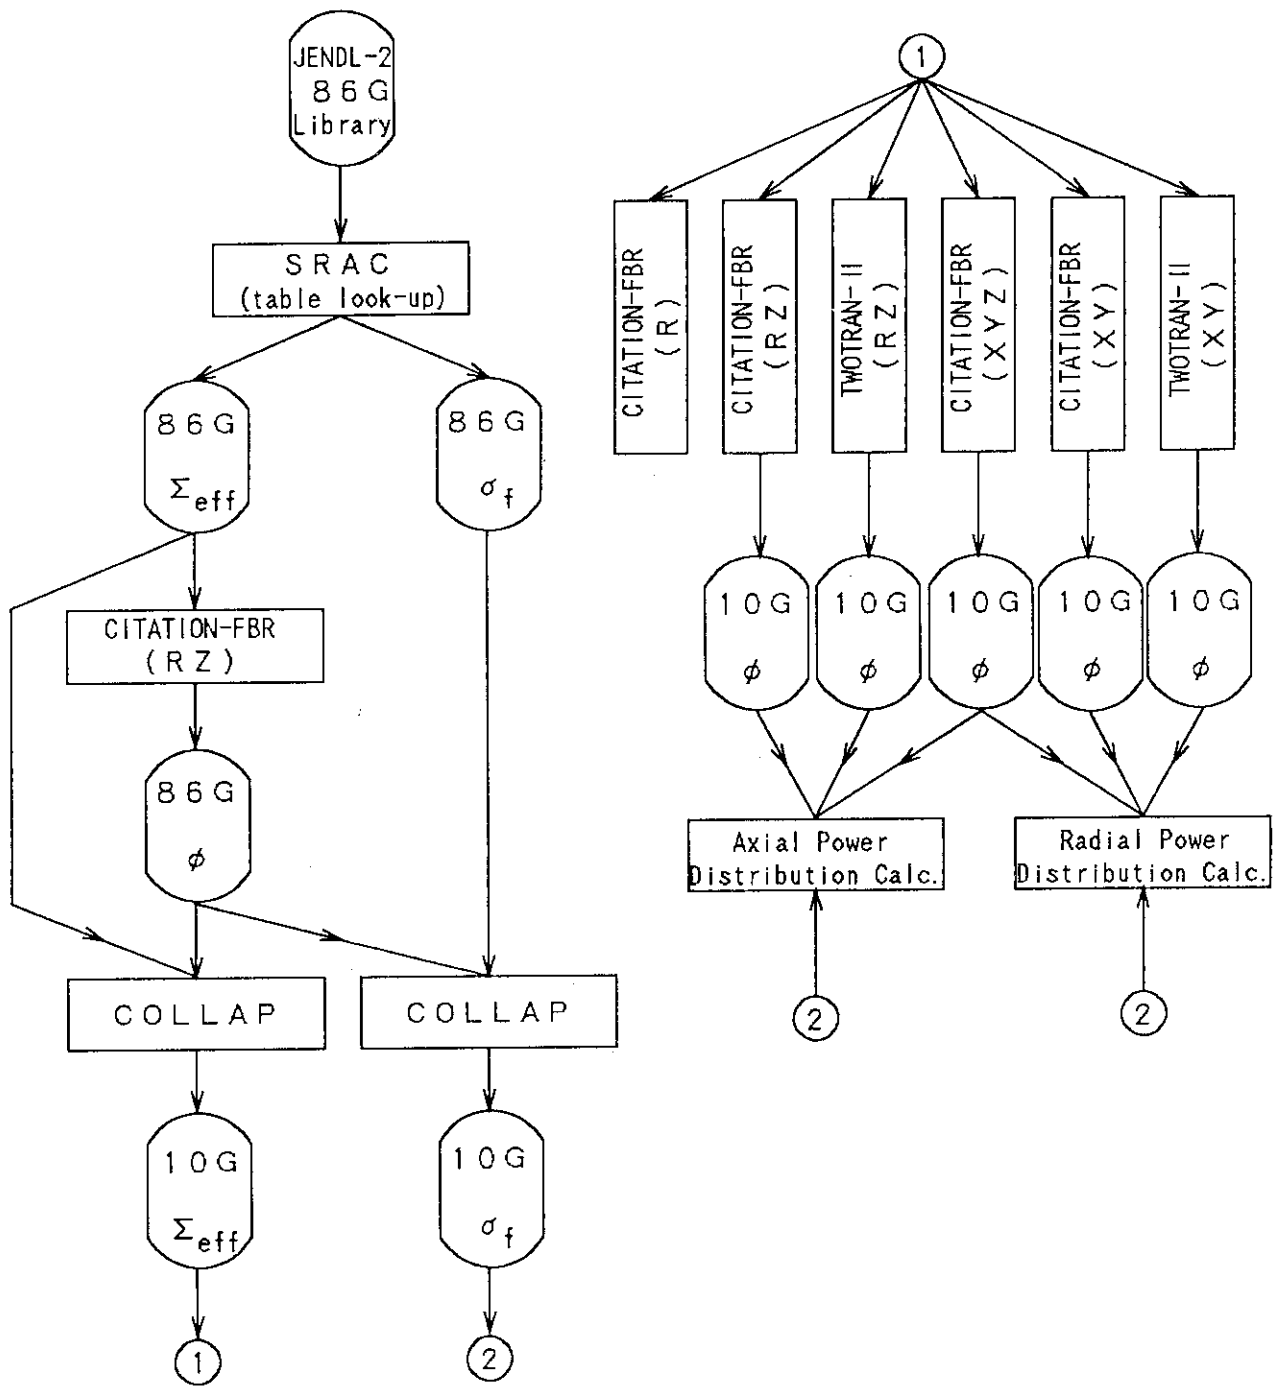 JENDL-2
86G
Library
SRAC
(table look-up)
86G
Σeff
86G
σf
CITATION-FBR
(RZ)
86G
ϕ
COLLAP
COLLAP
10G
Σeff
10G
σf
1
2
1
CITATION-FBR
(R)
CITATION-FBR
(RZ)
TWOTRAN-II
(RZ)
CITATION-FBR
(XYZ)
CITATION-FBR
(XY)
TWOTRAN-II
(XY)
10G
ϕ
10G
ϕ
10G
ϕ
10G
ϕ
10G
ϕ
Axial Power
Distribution Calc.
Radial Power
Distribution Calc.
2
2